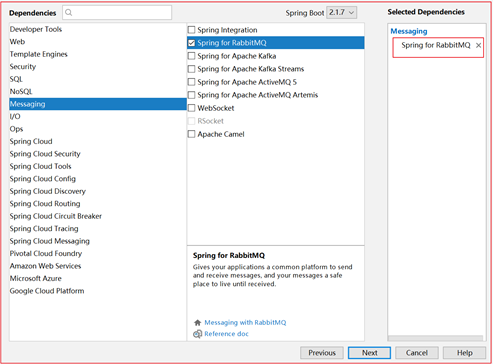 Dependencies
Spring Boot 2.1.7
Selected Dependencies
Developer Tools
Web
Template Engines
Security
SQL
NoSQL
Messaging
I/O
Ops
Spring Cloud
Spring Cloud Security
Spring Cloud Tools
Spring Cloud Config
Spring Cloud Discovery
Spring Cloud Routing
Spring Cloud Circuit Breaker
Spring Cloud Tracing
Spring Cloud Messaging
Pivotal Cloud Foundry
Amazon Web Services
Microsoft Azure
Google Cloud Platform
Spring Integration
Spring for RabbitMQ
Spring for Apache Kafka
Spring for Apache Kafka Streams
Spring for Apache ActiveMQ 5
Spring for Apache ActiveMQ Artemis
WebSocket
RSocket
Apache Camel
Spring for RabbitMQ
Gives your applications a common platform to send
and receive messages, and your messages a safe
place to live until received.
Messaging with RabbitMQ
Reference doc
Messaging
Spring for RabbitMQ
Previous
Next
Cancel
Help